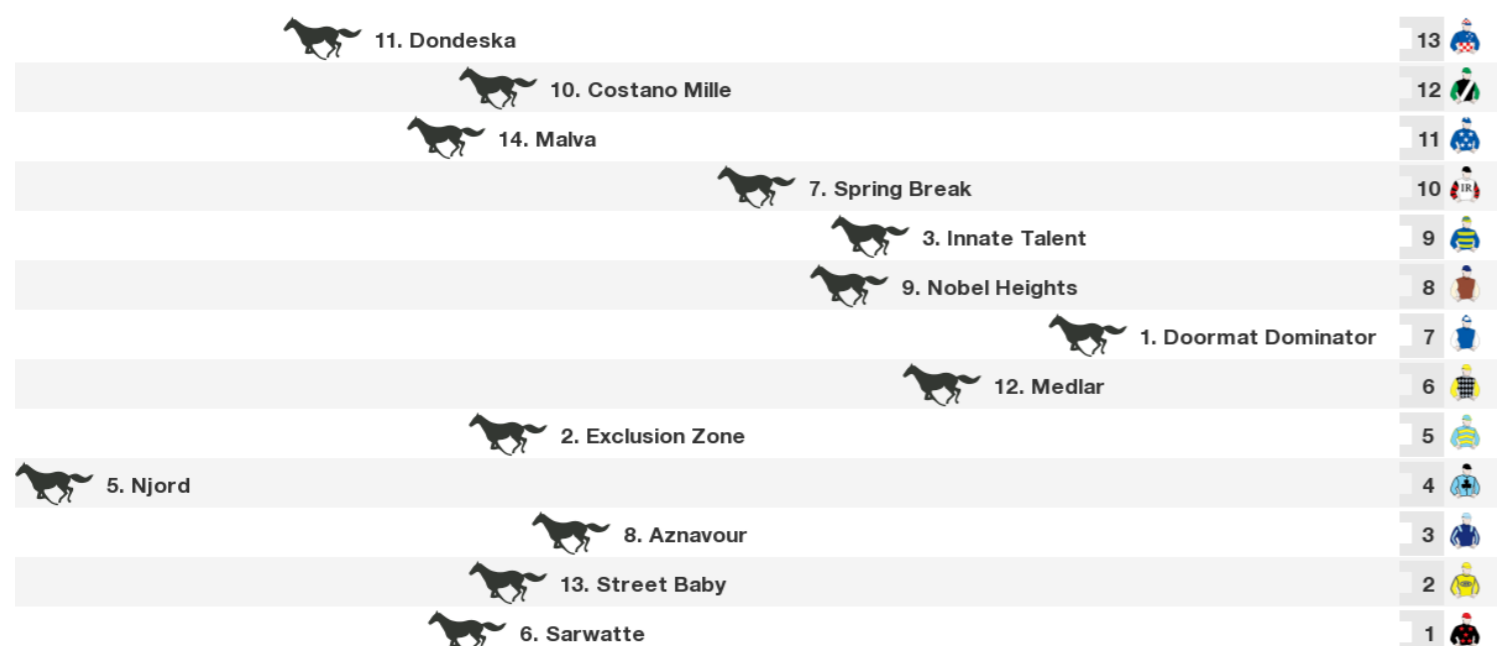 11. Dondeska 13
10. Costano Mille 12
14. Malva 11
7. Spring Break 10
IR
3. Innate Talent 9
9. Nobel Heights 8
1. Doormat Dominator 7
12. Medlar 6
2. Exclusion Zone 5
5. Njord 4
8. Aznavour 3
13. Street Baby 2
6. Sarwatte 1